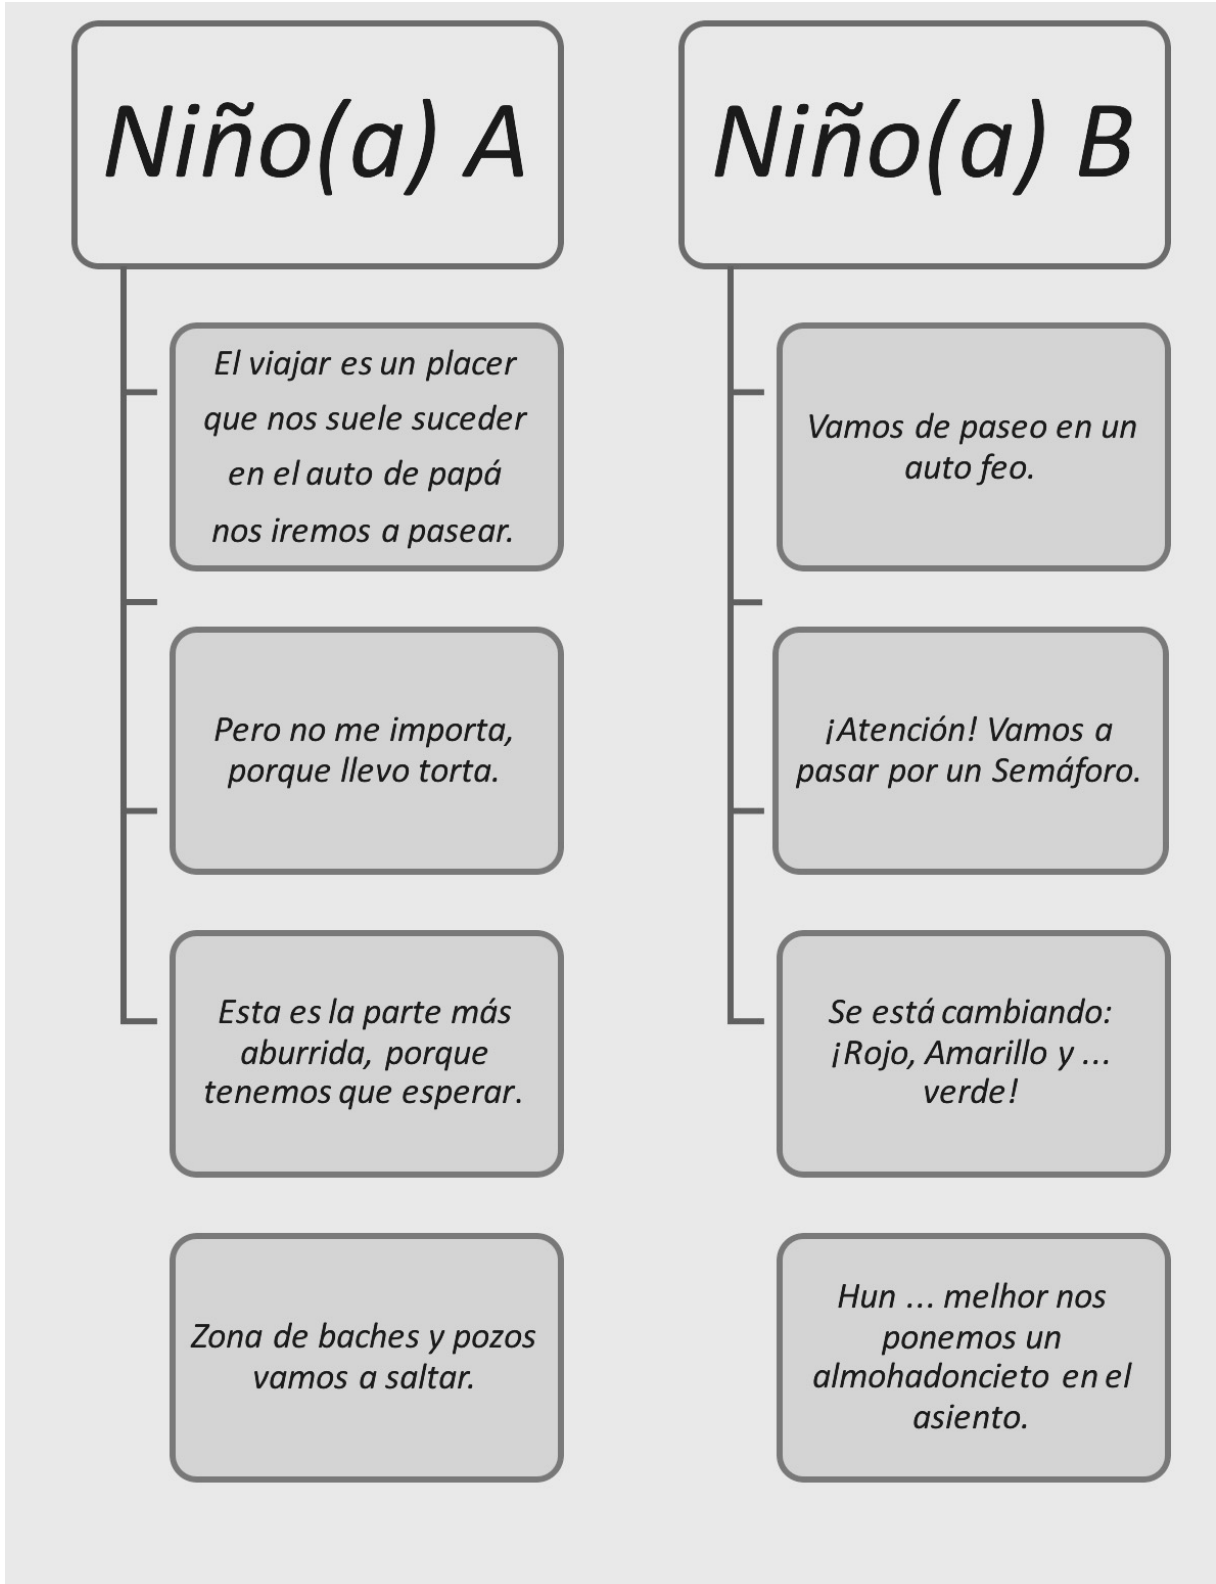 Niño(a) A
El viajar es un placer
que nos suele suceder
en el auto de papá
nos iremos a pasear.
Pero no me importa,
porque llevo torta.
Esta es la parte más
aburrida, porque
tenemos que esperar.
Zona de baches y pozos
vamos a saltar.
Niño(a) B
Vamos de paseo en un
auto feo.
¡Atención! Vamos a
pasar por un Semáforo.
Se está cambiando:
¡Rojo, Amarillo y ...
verde!
Hun ... melhor nos
ponemos un
almohadoncieto en el
asiento.